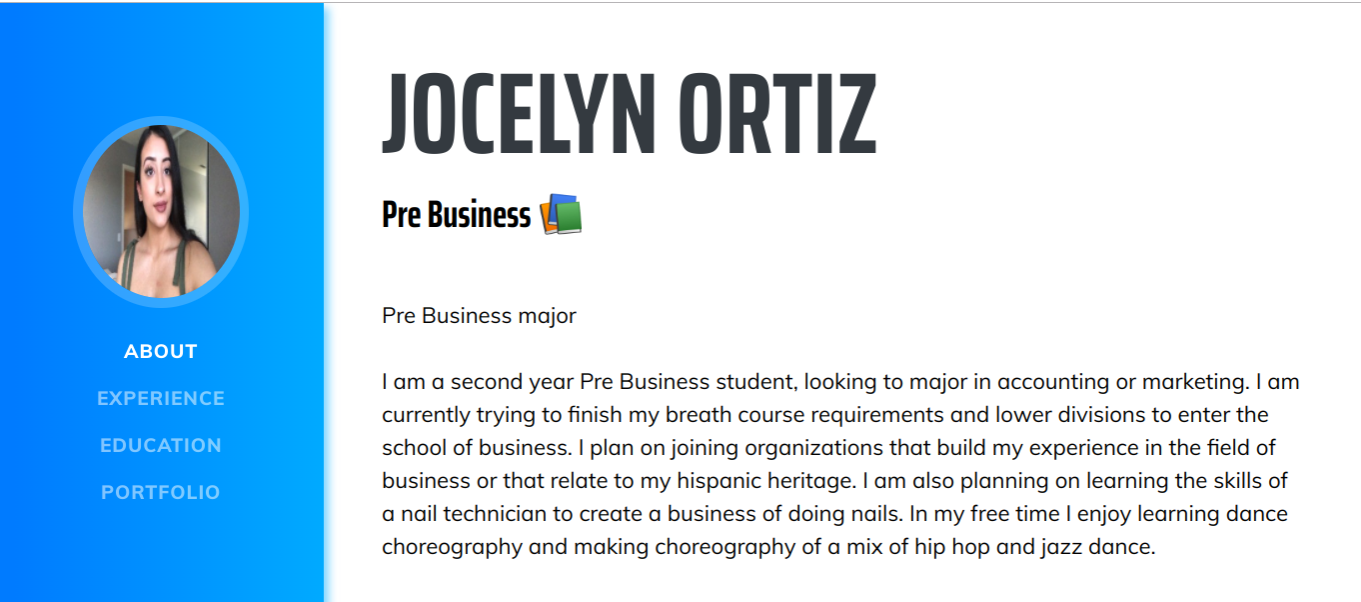 JOCELYN ORTIZ
Pre Business
ABOUT
EXPERIENCE
EDUCATION
PORTFOLIO
Pre Business major
I am a second year Pre Business student, looking to major in accounting or marketing. I am
currently trying to finish my breath course requirements and lower divisions to enter the
school of business. I plan on joining organizations that build my experience in the field of
business or that relate to my hispanic heritage. I am also planning on learning the skills of
a nail technician to create a business of doing nails. In my free time I enjoy learning dance
choreography and making choreography of a mix of hip hop and jazz dance.